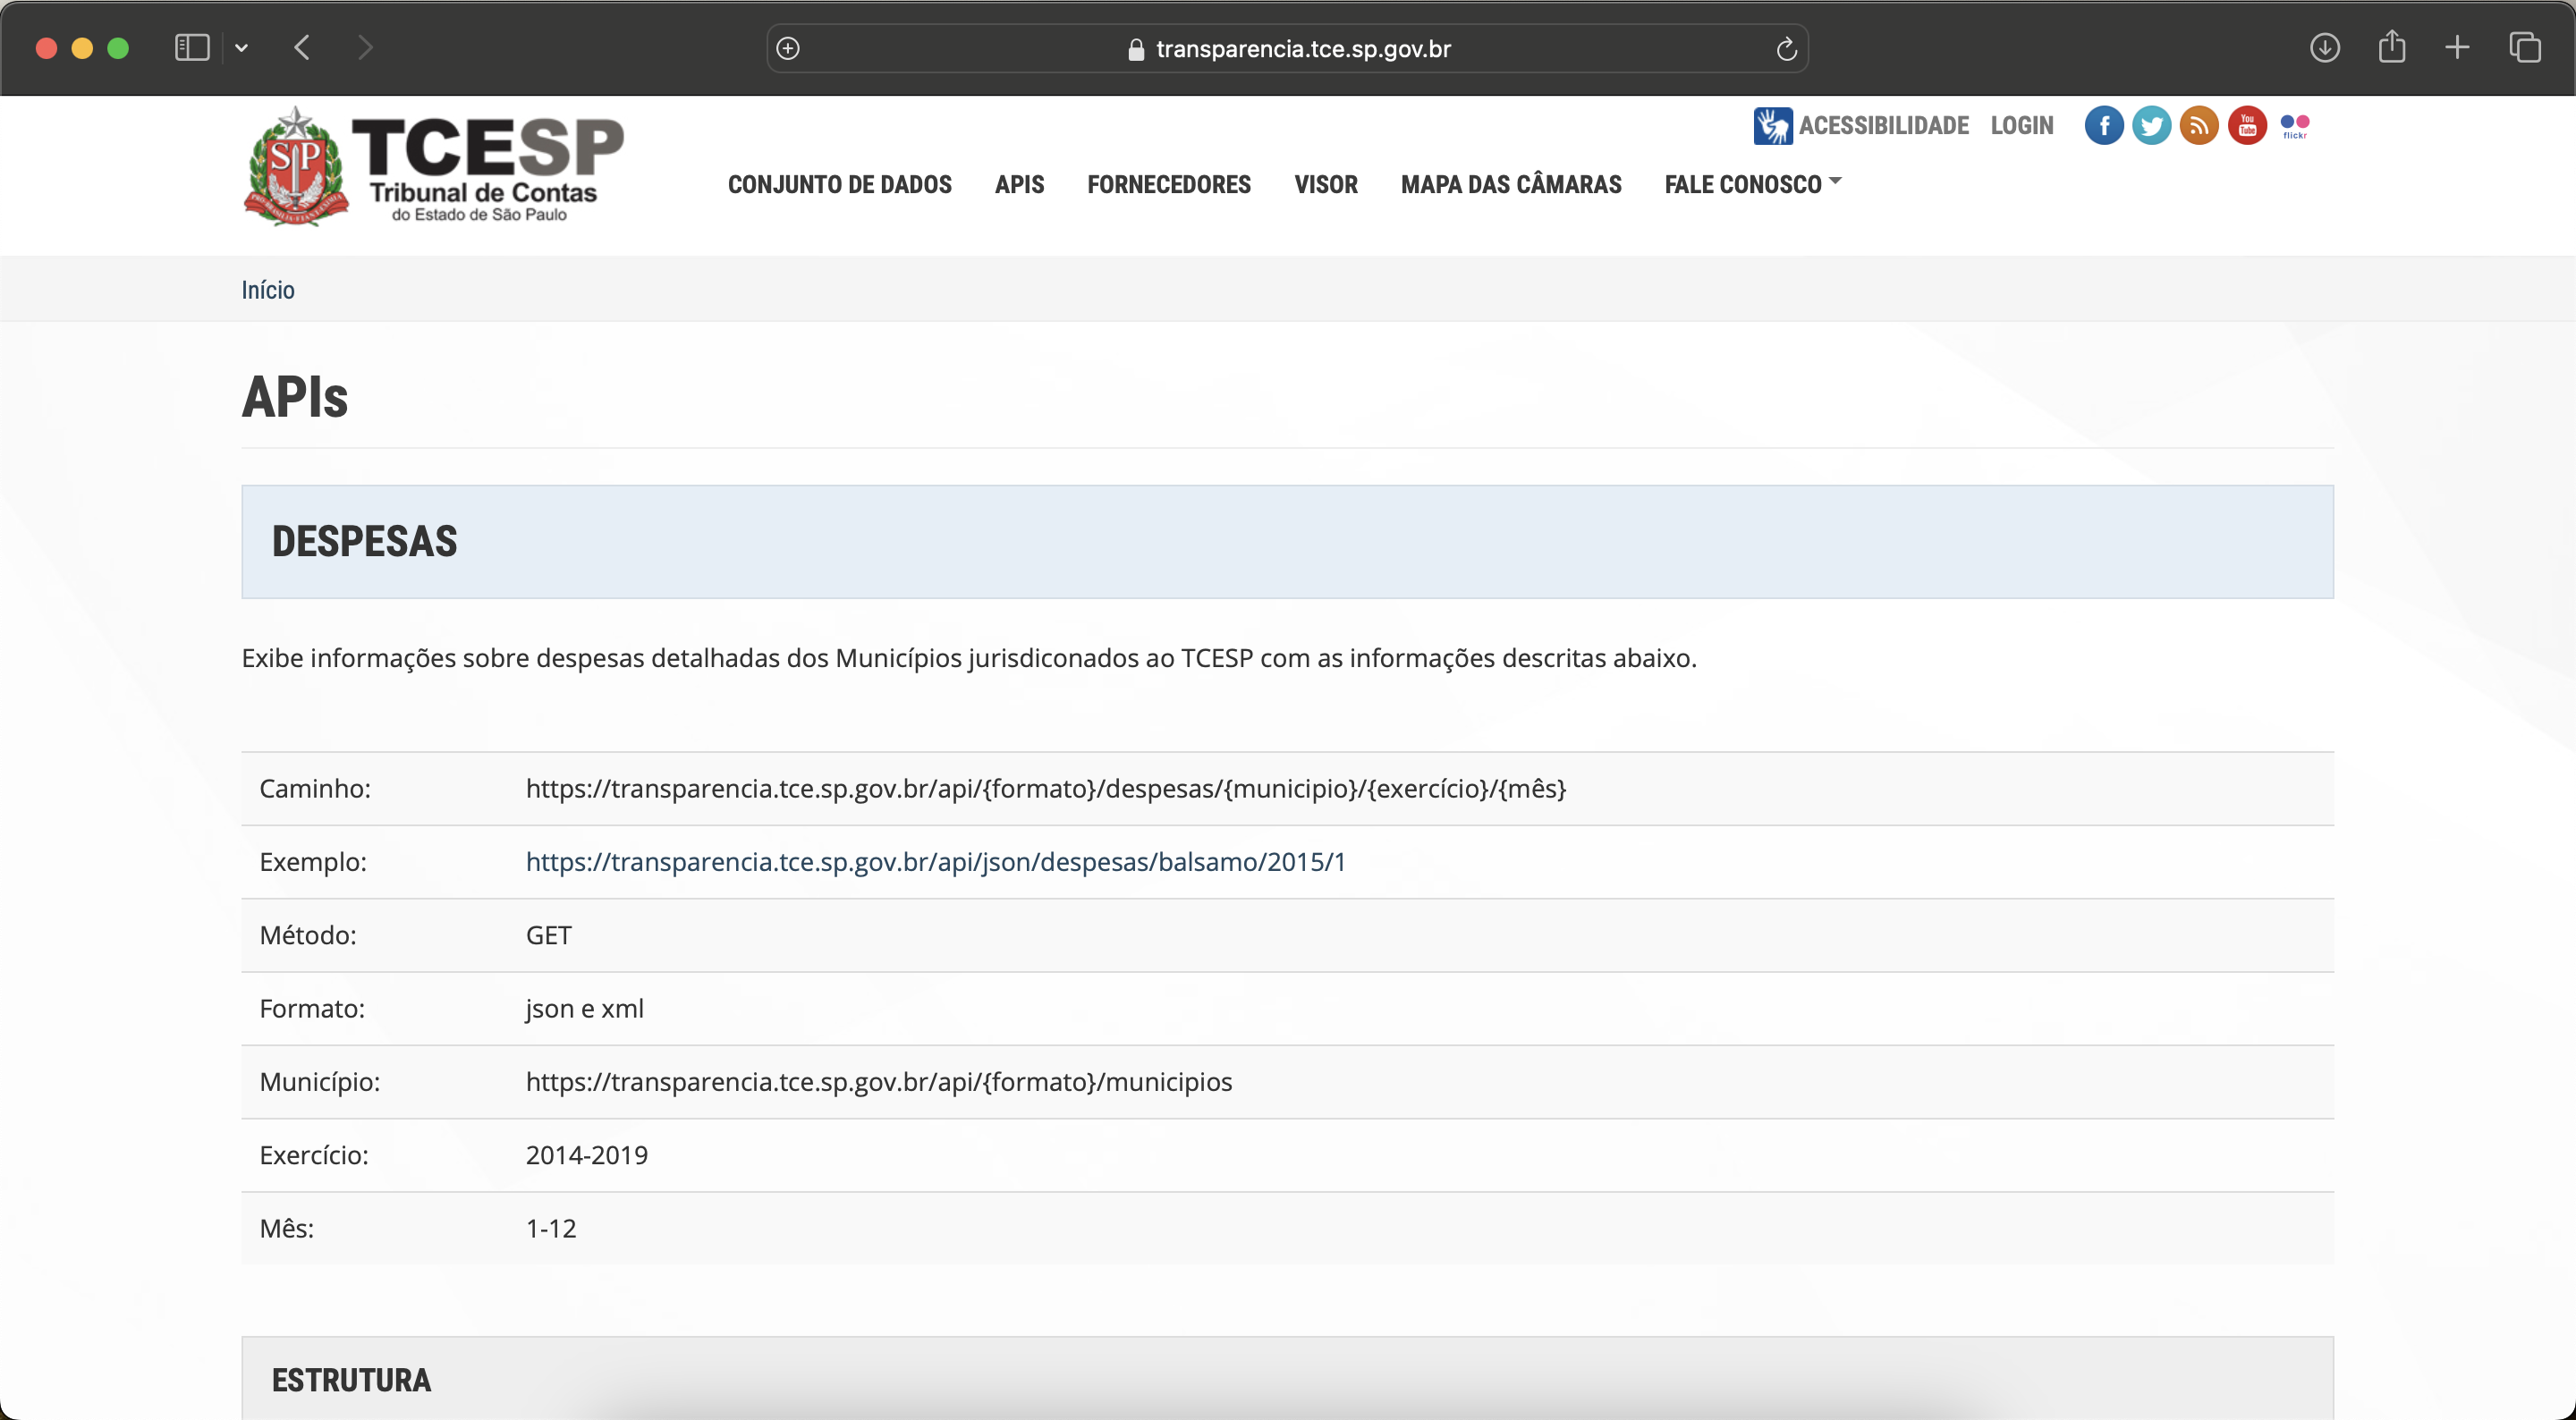 transparencia.tce.sp.gov.br
SP
TCESP
Tribunal de Contas
do Estado de São Paulo
ACESSIBILIDADE LOGIN
You
Tube
flickr
CONJUNTO DE DADOS APIS FORNECEDORES VISOR MAPA DAS CÂMARAS FALE CONOSCO
Início
APIs
DESPESAS
Exibe informações sobre despesas detalhadas dos Municípios jurisdiconados ao TCESP com as informações descritas abaixo.
Caminho: https://transparencia.tce.sp.gov.br/api/{formato}/despesas/{municipio}/{exercício}/{mês}
Exemplo: https://transparencia.tce.sp.gov.br/api/json/despesas/balsamo/2015/1
Método: GET
Formato: json e xml
Município: https://transparencia.tce.sp.gov.br/api/{formato}/municipios
Exercício: 2014-2019
Mês: 1-12
ESTRUTURA